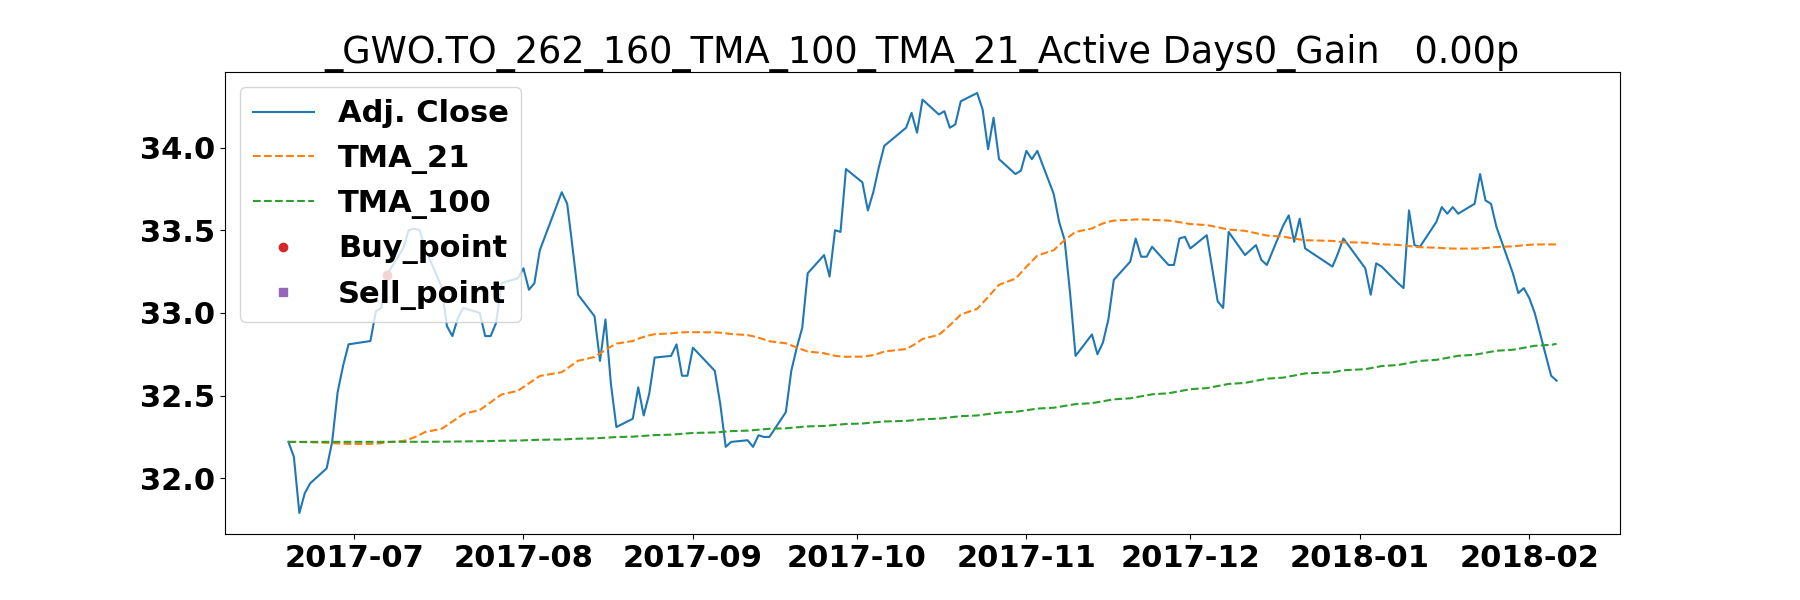 _GWO.TO_262_160_TMA_100_TMA_21_Active Days0_Gain   0.00p
Adj. Close
TMA_21
TMA_100
Buy_point
Sell_point
34.0
33.5
33.0
32.5
32.0
2017-07 2017-08 2017-09 2017-10 2017-11 2017-12 2018-01 2018-02